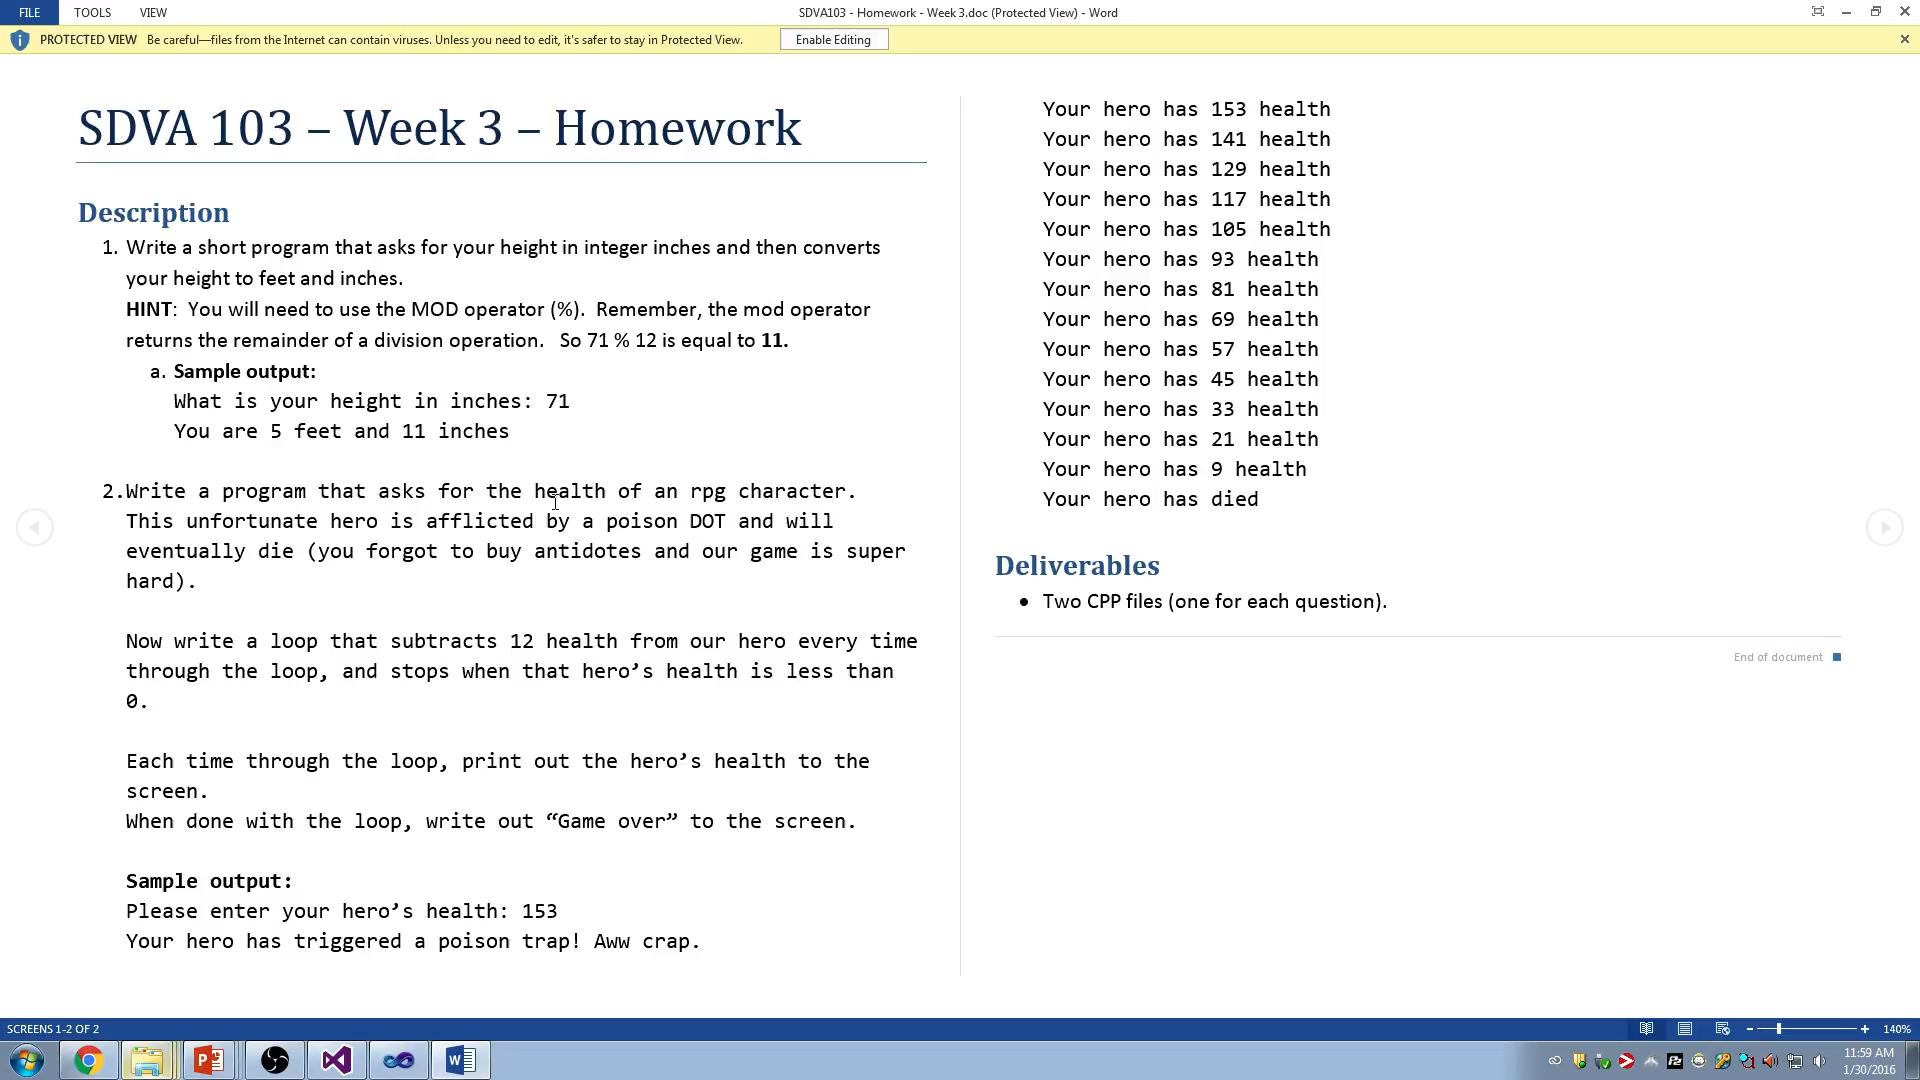 FILE TOOLS VIEW SDVA103 - Homework - Week 3.doc (Protected View) - Word
PROTECTED VIEW Be careful—files from the Internet can contain viruses. Unless you need to edit, it's safer to stay in Protected View. Enable Editing
SDVA 103 – Week 3 – Homework
Description
1. Write a short program that asks for your height in integer inches and then converts
your height to feet and inches.
HINT: You will need to use the MOD operator (%). Remember, the mod operator
returns the remainder of a division operation. So 71 % 12 is equal to 11.
a. Sample output:
What is your height in inches: 71
You are 5 feet and 11 inches
2. Write a program that asks for the health of an rpg character.
This unfortunate hero is afflicted by a poison DOT and will
eventually die (you forgot to buy antidotes and our game is super
hard).
Now write a loop that subtracts 12 health from our hero every time
through the loop, and stops when that hero’s health is less than
0.
Each time through the loop, print out the hero’s health to the
screen.
When done with the loop, write out “Game over” to the screen.
Sample output:
Please enter your hero’s health: 153
Your hero has triggered a poison trap! Aww crap.
Your hero has 153 health
Your hero has 141 health
Your hero has 129 health
Your hero has 117 health
Your hero has 105 health
Your hero has 93 health
Your hero has 81 health
Your hero has 69 health
Your hero has 57 health
Your hero has 45 health
Your hero has 33 health
Your hero has 21 health
Your hero has 9 health
Your hero has died
Deliverables
• Two CPP files (one for each question).
End of document
SCREENS 1-2 OF 2 140%
11:59 AM
1/30/2016